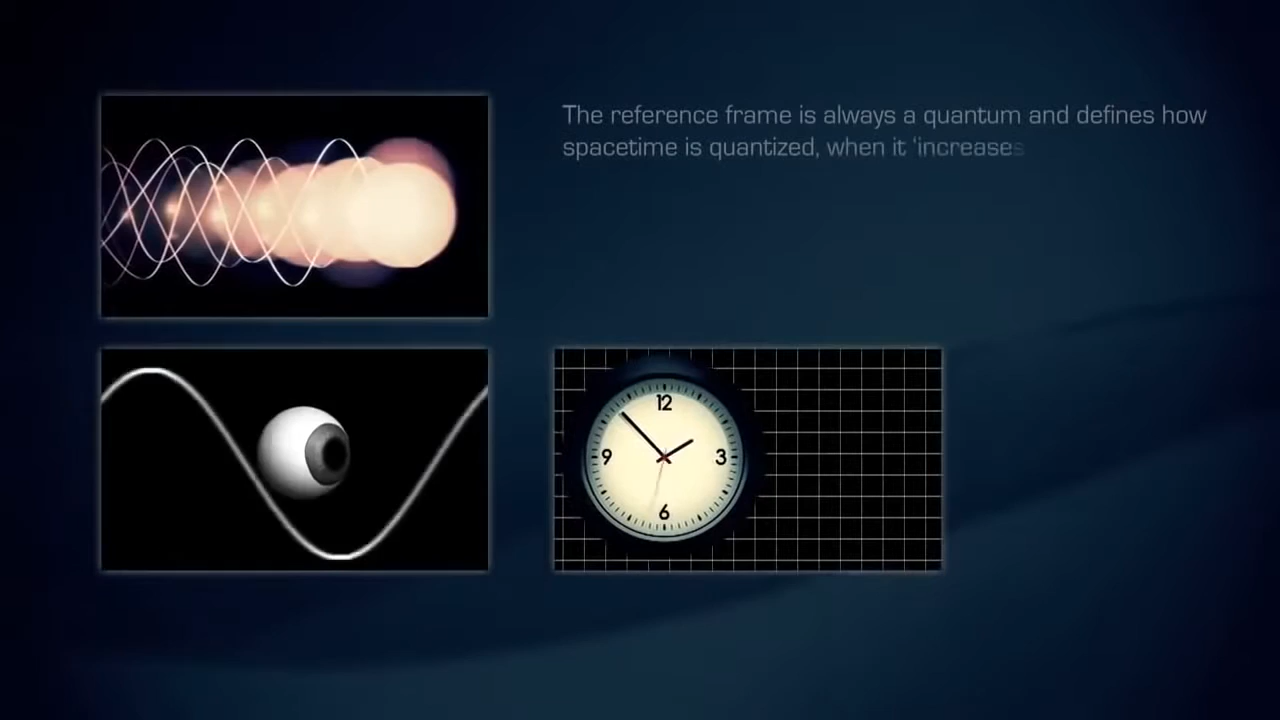 The reference frame is always a quantum and defines how
spacetime is quantized, when it ‘increases
12
9
3
6